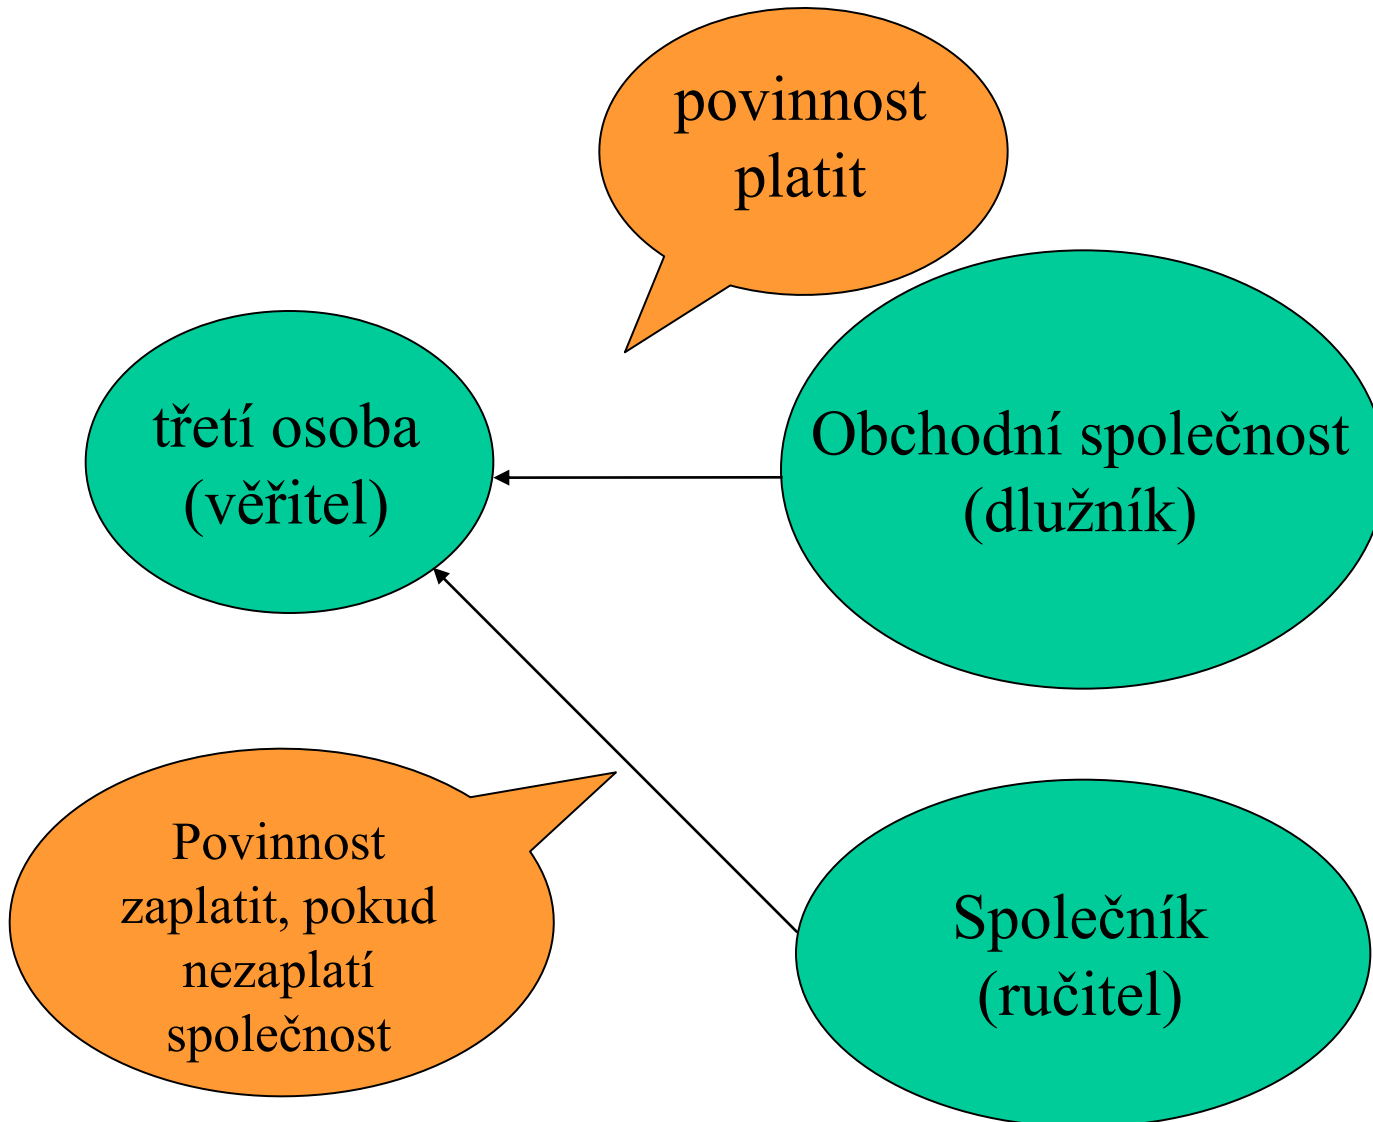 povinnost
platit
třetí osoba
(věřitel)
Obchodní společnost
(dlužník)
Povinnost
zaplatit, pokud
nezaplatí
společnost
Společník
(ručitel)